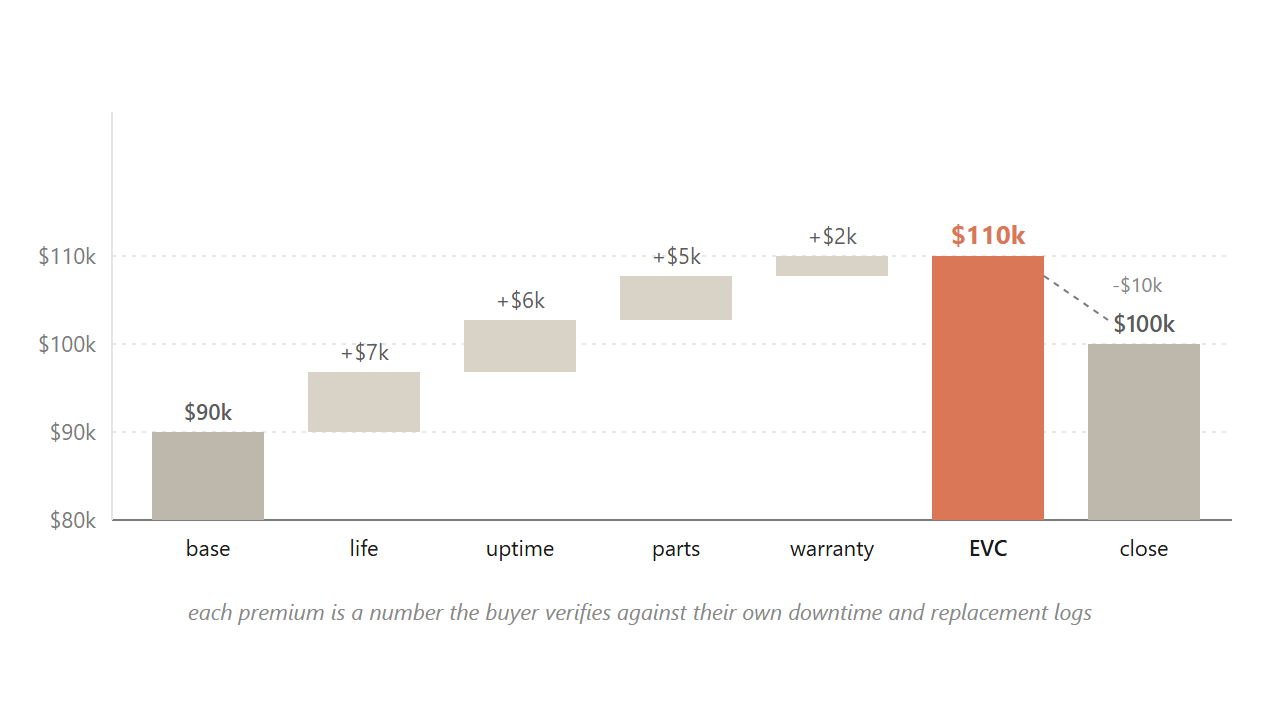 $110k
$100k
$90k
$80k
$90k
+$7k
+$6k
+$5k
+$2k
$110k
-$10k
$100k
base
life
uptime
parts
warranty
EVC
close
each premium is a number the buyer verifies against their own downtime and replacement logs